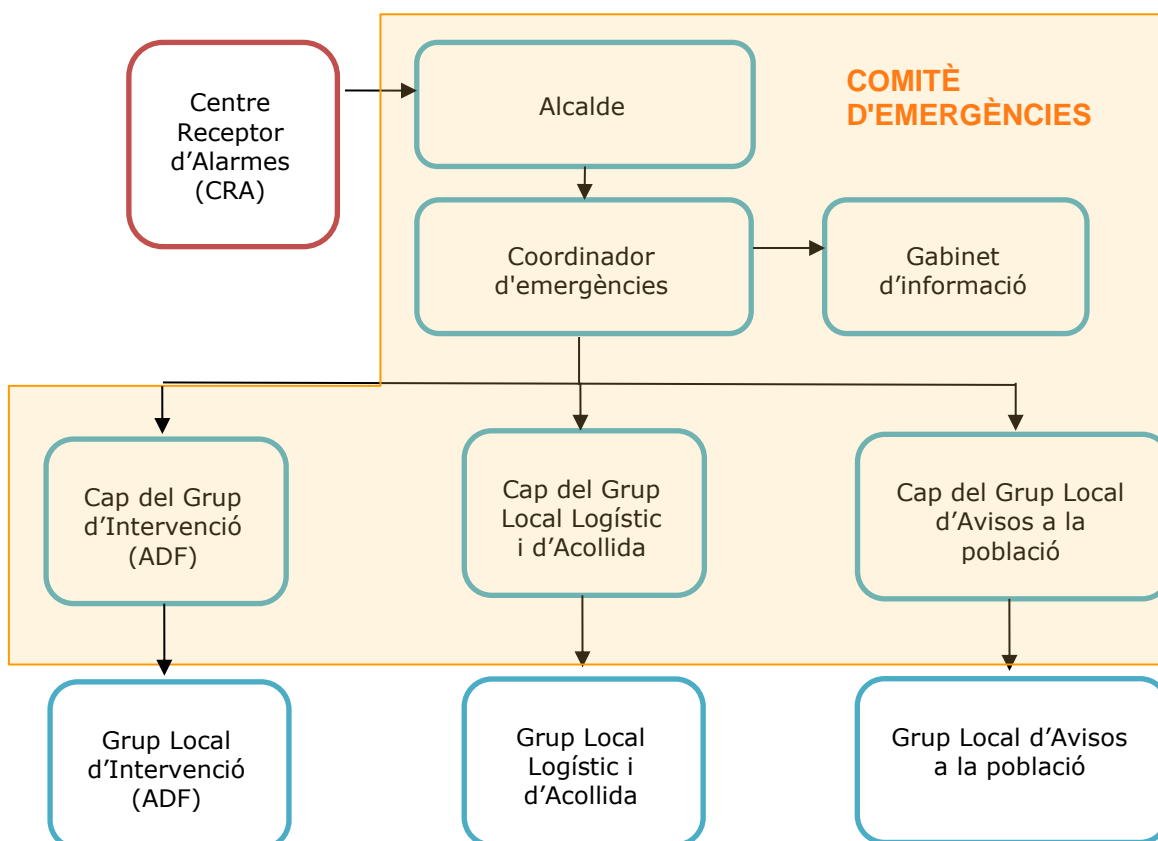 Centre
Receptor
d’Alarmes
(CRA)
Alcalde
COMITÈ
D'EMERGÈNCIES
Coordinador
d'emergències
Gabinet
d’informació
Cap del Grup
d’Intervenció
(ADF)
Cap del Grup
Local Logístic
i d’Acollida
Cap del Grup Local
d’Avisos a la
població
Grup Local
d’Intervenció
(ADF)
Grup Local
Logístic i
d’Acollida
Grup Local d’Avisos
a la població